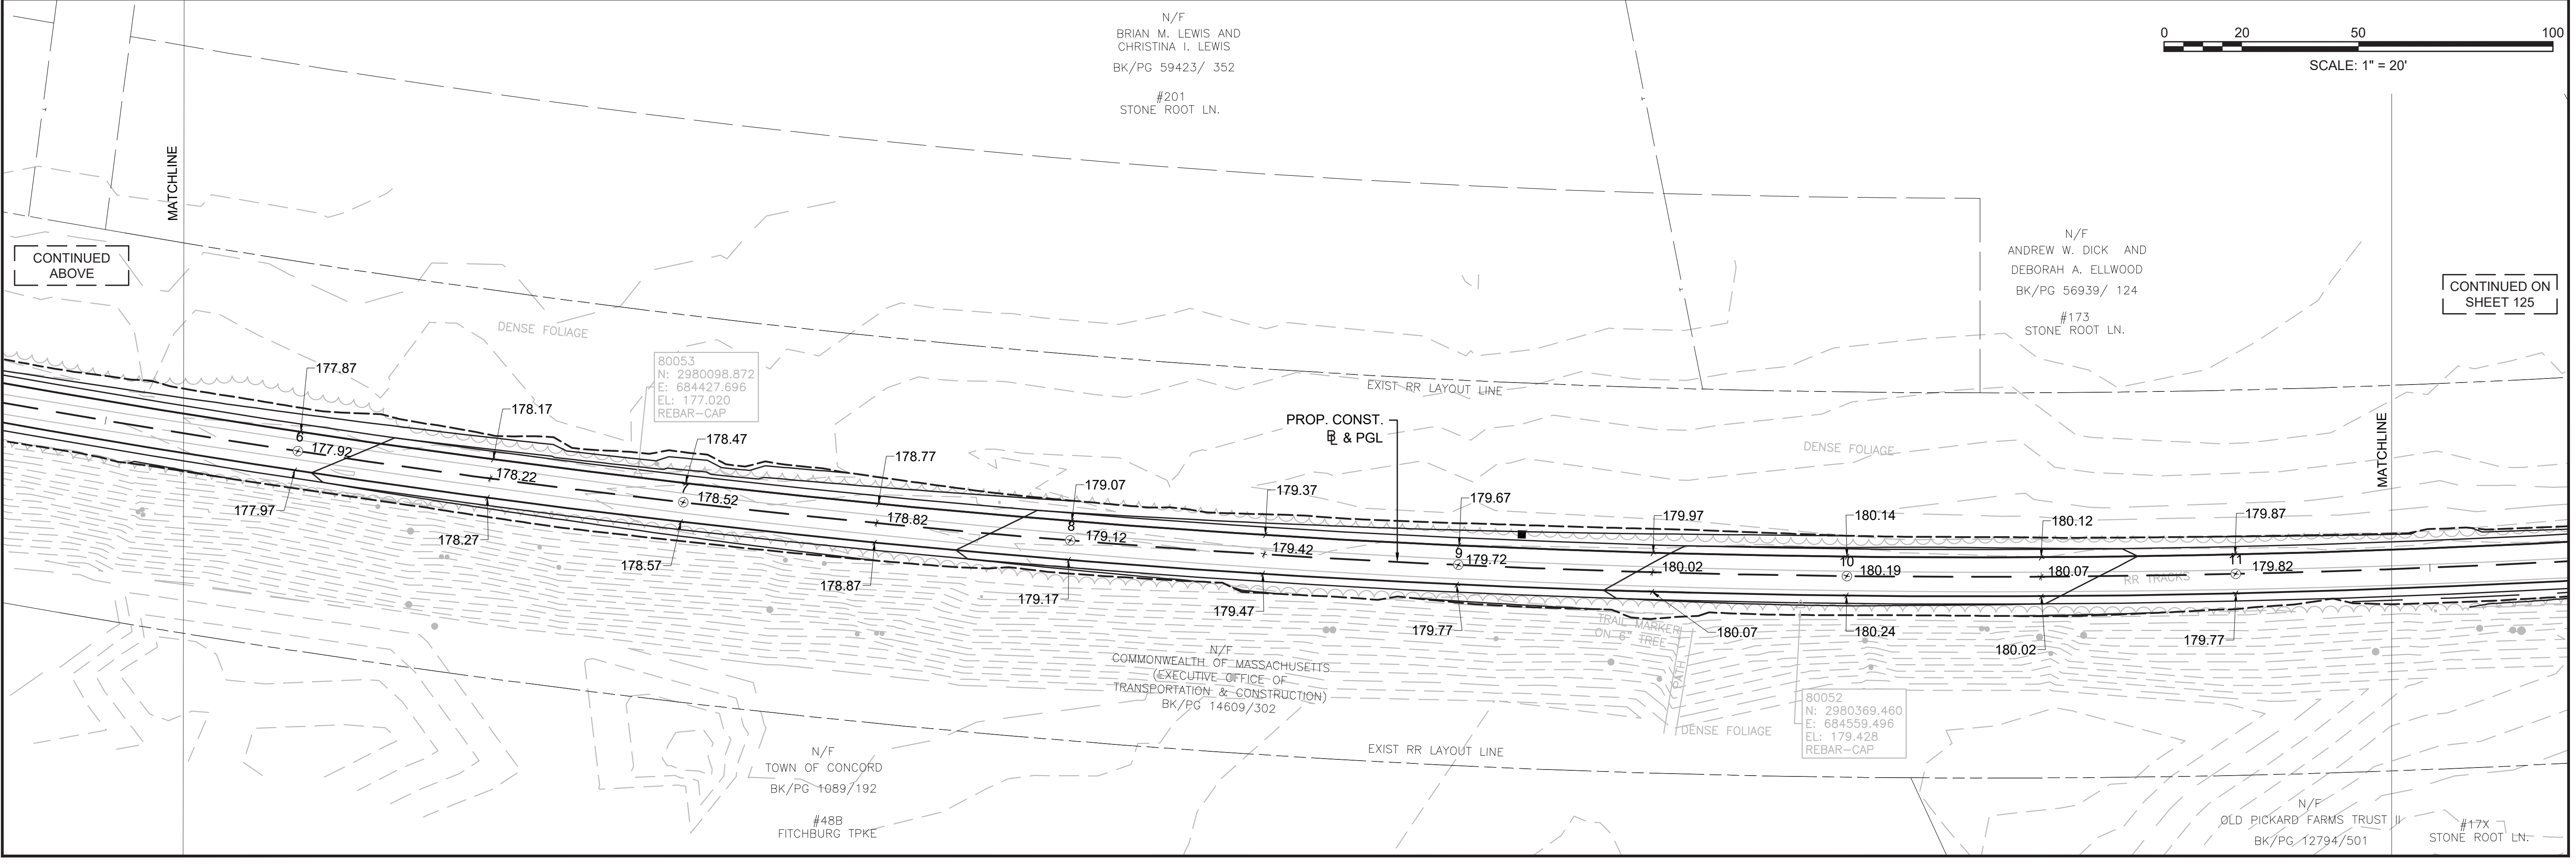 N/F
BRIAN M. LEWIS AND
CHRISTINA I. LEWIS
BK/PG 59423/ 352
#201
STONE ROOT LN.
0 20 50 100
SCALE: 1" = 20'
MATCHLINE
CONTINUED
ABOVE
N/F
ANDREW W. DICK AND
DEBORAH A. ELLWOOD
BK/PG 56939/ 124
#173
STONE ROOT LN.
CONTINUED ON
SHEET 125
MATCHLINE
DENSE FOLIAGE
80053
N: 2980098.872
E: 684427.696
EL: 177.020
REBAR-CAP
EXIST RR LAYOUT LINE
PROP. CONST.
BL & PGL
DENSE FOLIAGE
177.87
178.17
178.47
178.77
179.07
179.37
179.67
179.97
180.14
180.12
179.87
6
177.92
178.22
7
178.52
178.82
8
179.12
179.42
9
179.72
180.02
10
180.19
180.07
11
179.82
RR TRACKS
177.97
178.27
178.57
178.87
179.17
179.47
179.77
180.07
180.24
180.02
179.77
TRAIL MARKER
ON 6" TREE
PATH
N/F
COMMONWEALTH OF MASSACHUSETTS
(EXECUTIVE OFFICE OF
TRANSPORTATION & CONSTRUCTION)
BK/PG 14609/302
80052
N: 2980369.460
E: 684559.496
EL: 179.428
REBAR-CAP
DENSE FOLIAGE
EXIST RR LAYOUT LINE
N/F
TOWN OF CONCORD
BK/PG 1089/192
#48B
FITCHBURG TPKE
N/F
OLD PICKARD FARMS TRUST II
BK/PG 12794/501
#17X
STONE ROOT LN.